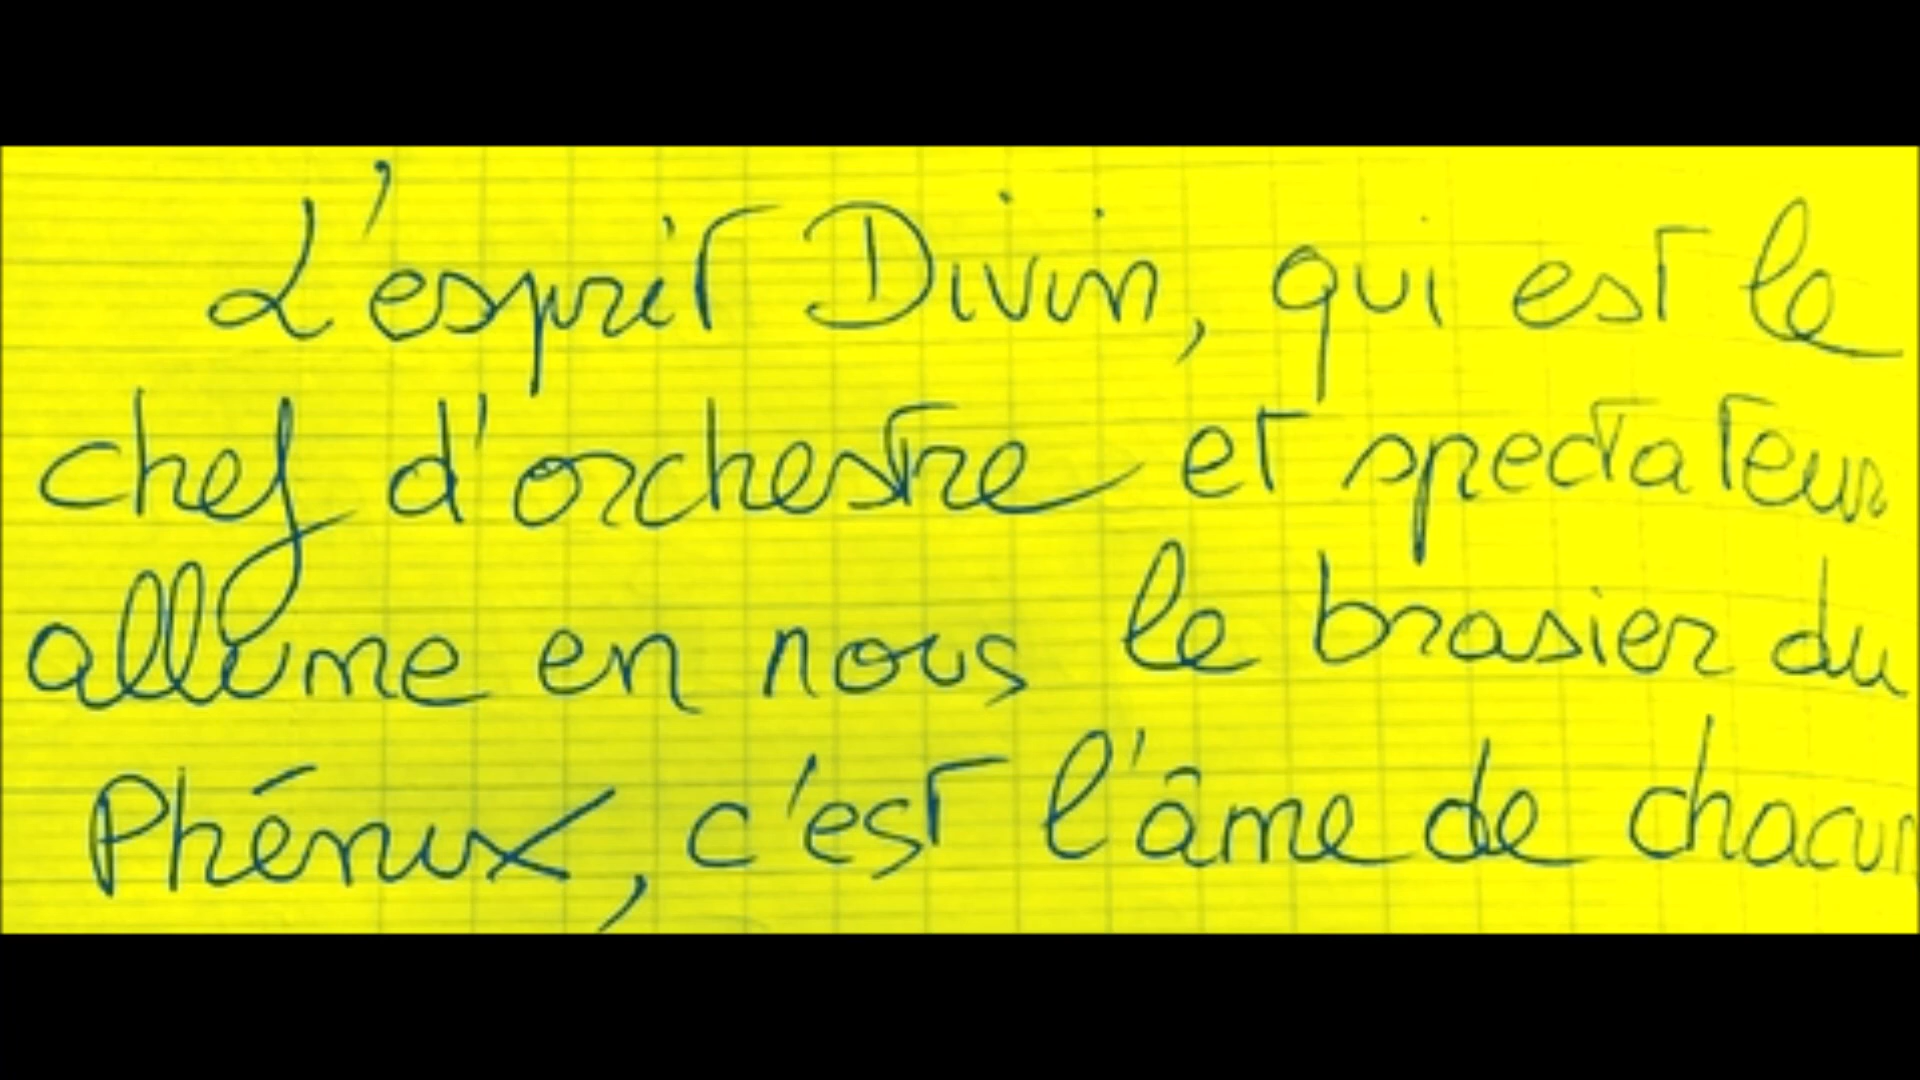 L'esprit Divin, qui est le
chef d'orchestre et spectateur
allume en nous le brasier du
Phénix, c'est l'âme de chacun